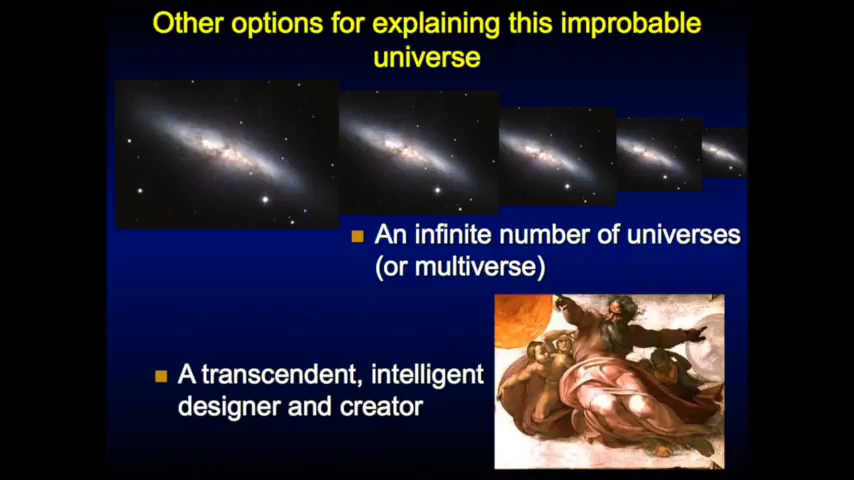 Other options for explaining this improbable
universe
An infinite number of universes
(or multiverse)
A transcendent, intelligent
designer and creator